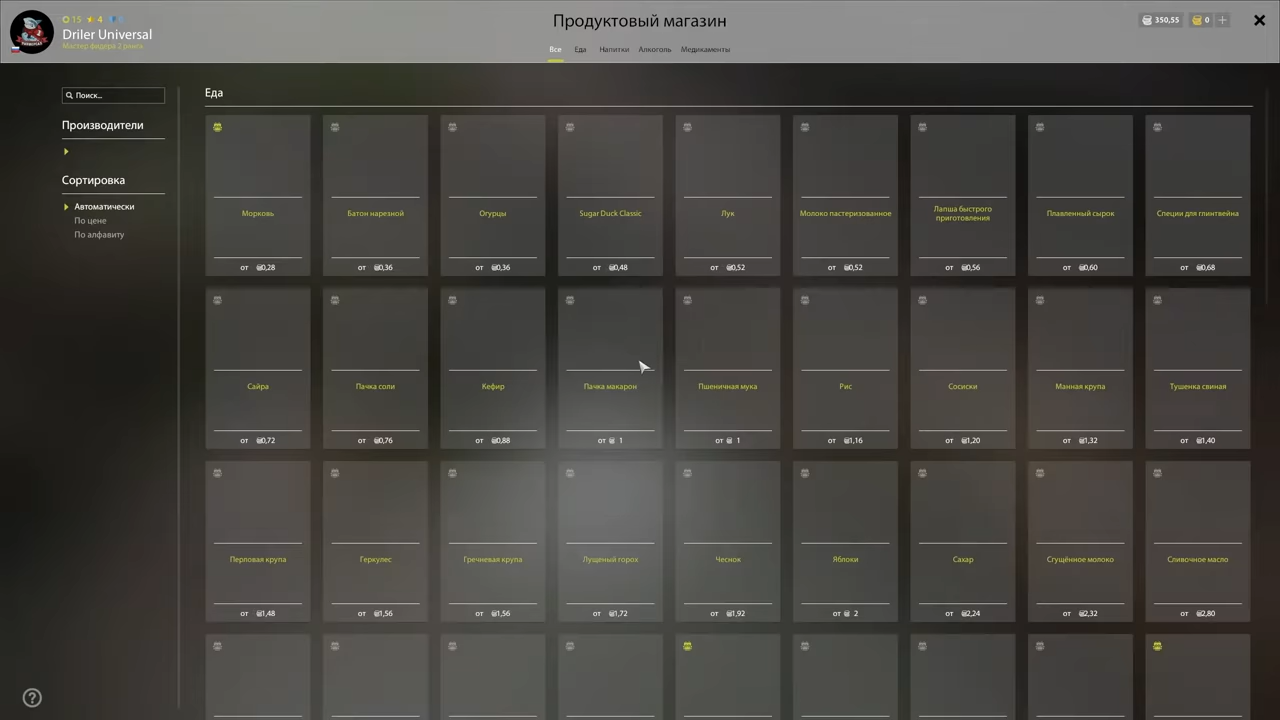 15 4
Driler Universal
Мастер фидера 2 ранга
Продуктовый магазин
350,55 0
Все Еда Напитки Алкоголь Медикаменты
Поиск...
Производители
Сортировка
Автоматически
По цене
По алфавиту
Еда
Морковь
от 0,28
Батон нарезной
от 0,36
Огурцы
от 0,36
Sugar Duck Classic
от 0,48
Лук
от 0,52
Молоко пастеризованное
от 0,52
Лапша быстрого
приготовления
от 0,56
Плавленный сырок
от 0,60
Специи для глинтвейна
от 0,68
Сайра
от 0,72
Пачка соли
от 0,76
Кефир
от 0,88
Пачка макарон
от 1
Пшеничная мука
от 1
Рис
от 1,16
Сосиски
от 1,20
Манная крупа
от 1,32
Тушенка свиная
от 1,40
Перловая крупа
от 1,48
Геркулес
от 1,56
Гречневая крупа
от 1,56
Лущеный горох
от 1,72
Чеснок
от 1,92
Яблоки
от 2
Сахар
от 2,24
Сгущённое молоко
от 2,32
Сливочное масло
от 2,80
?